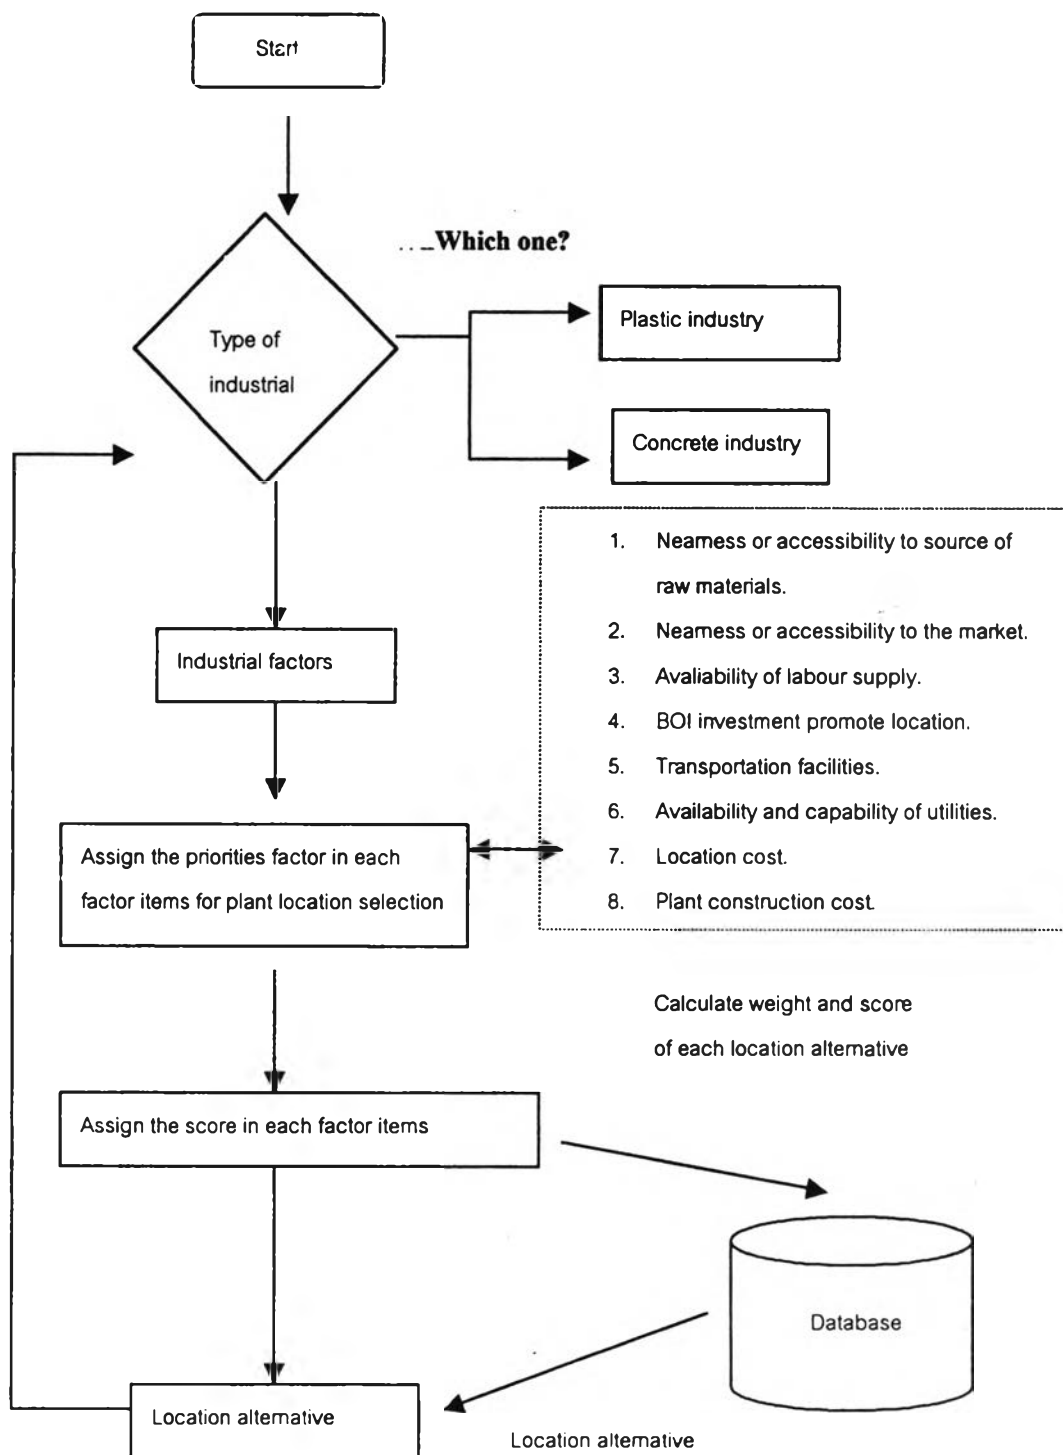 Start
Which one?
Plastic industry
Type of
industrial
Concrete industry
1. Nearness or accessibility to source of
raw materials.
2. Nearness or accessibility to the market.
3. Avaliability of labour supply.
4. BOI investment promote location.
5. Transportation facilities.
6. Availability and capability of utilities.
7. Location cost.
8. Plant construction cost.
Industrial factors
Assign the priorities factor in each
factor items for plant location selection
Calculate weight and score
of each location alternative
Assign the score in each factor items
Database
Location alternative
Location alternative